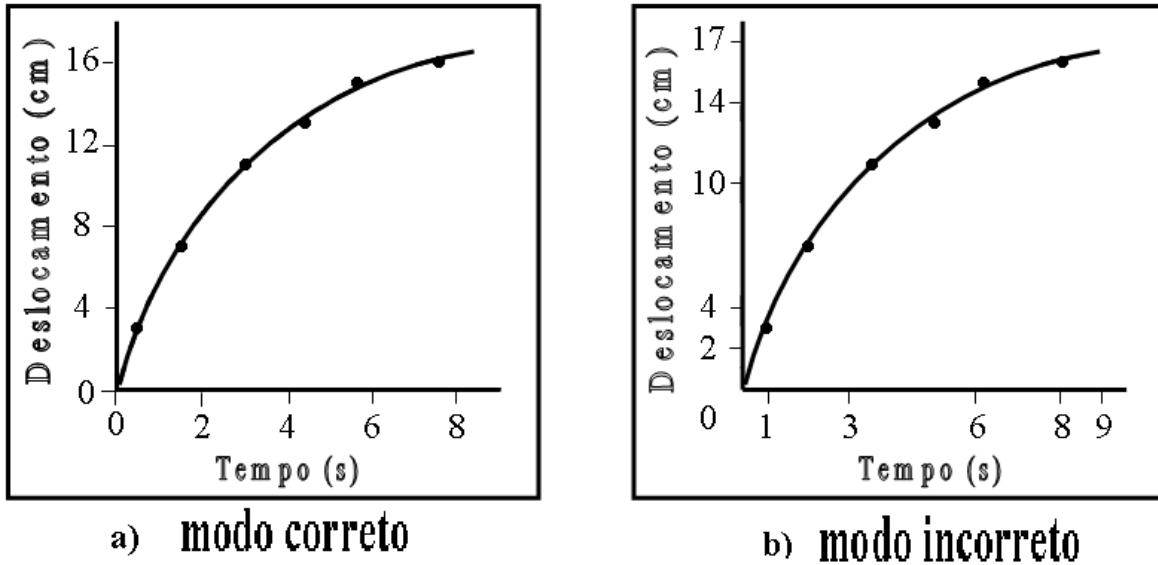 Deslocamento (cm)
16
12
8
4
0
0 2 4 6 8
Tempo (s)
a) modo correto
Deslocamento (cm)
17
14
10
4
2
0
1 3 6 8 9
Tempo (s)
b) modo incorreto